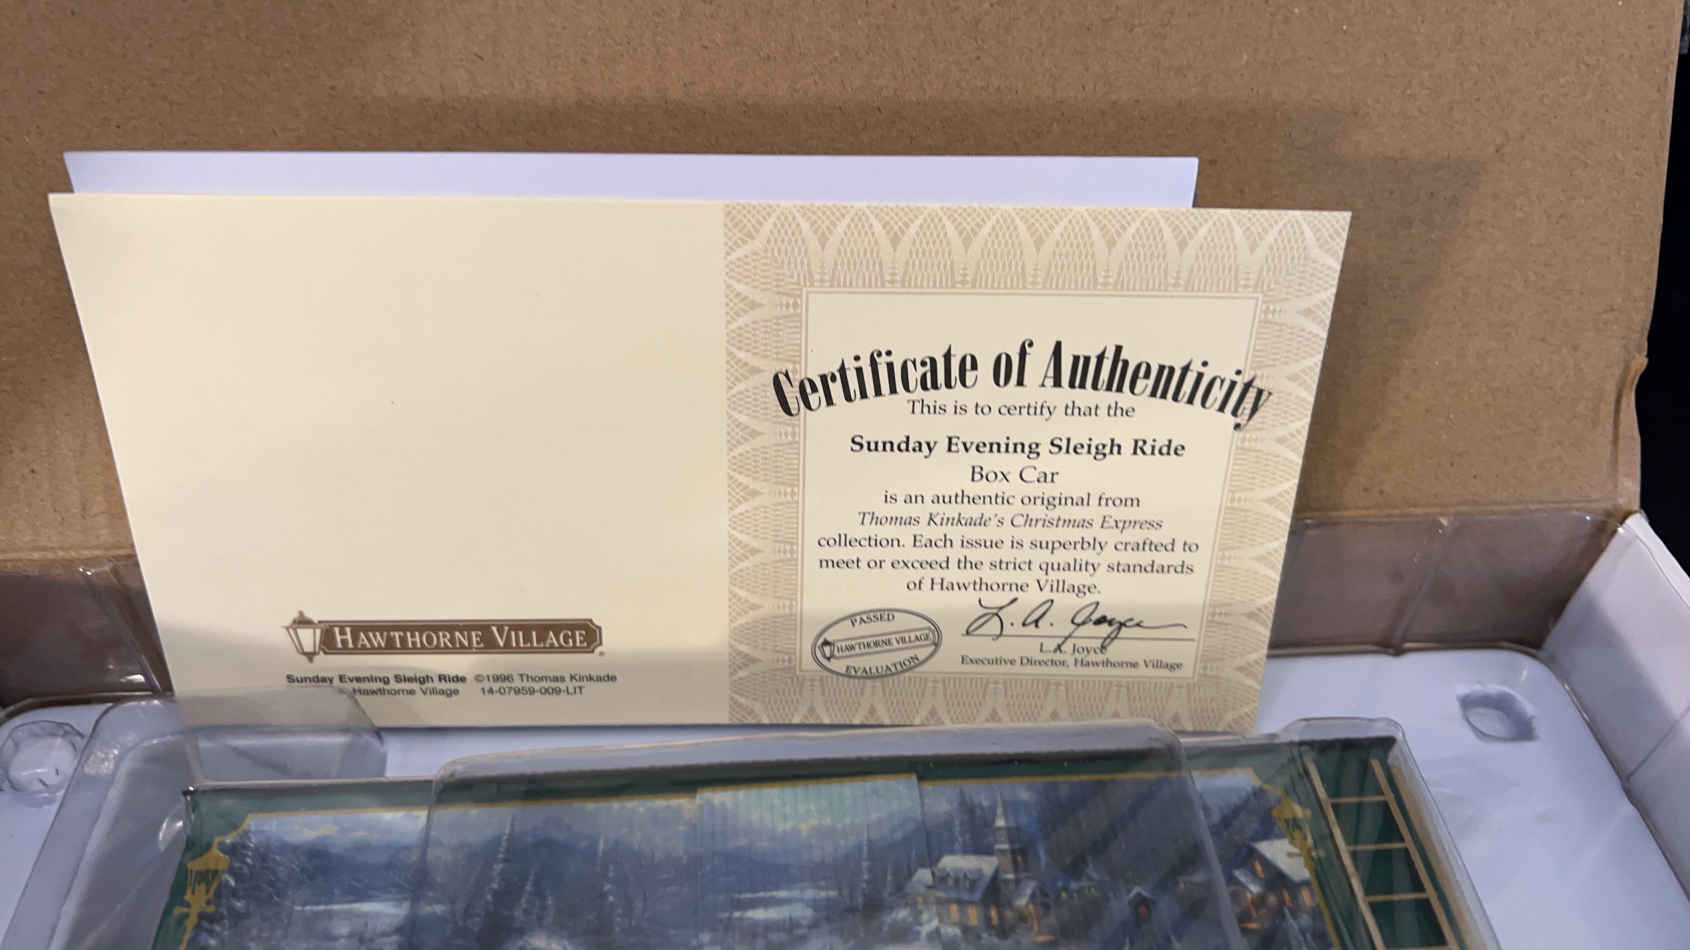 Certificate of Authenticity
This is to certify that the
Sunday Evening Sleigh Ride
Box Car
is an authentic original from
Thomas Kinkade's Christmas Express
collection. Each issue is superbly crafted to
meet or exceed the strict quality standards
of Hawthorne Village.
PASSED
HAWTHORNE VILLAGE
EVALUATION
L. A. Joyce
L.A. Joyce
Executive Director, Hawthorne Village
HAWTHORNE VILLAGE
Sunday Evening Sleigh Ride ©1996 Thomas Kinkade
Hawthorne Village 14-07959-009-LIT